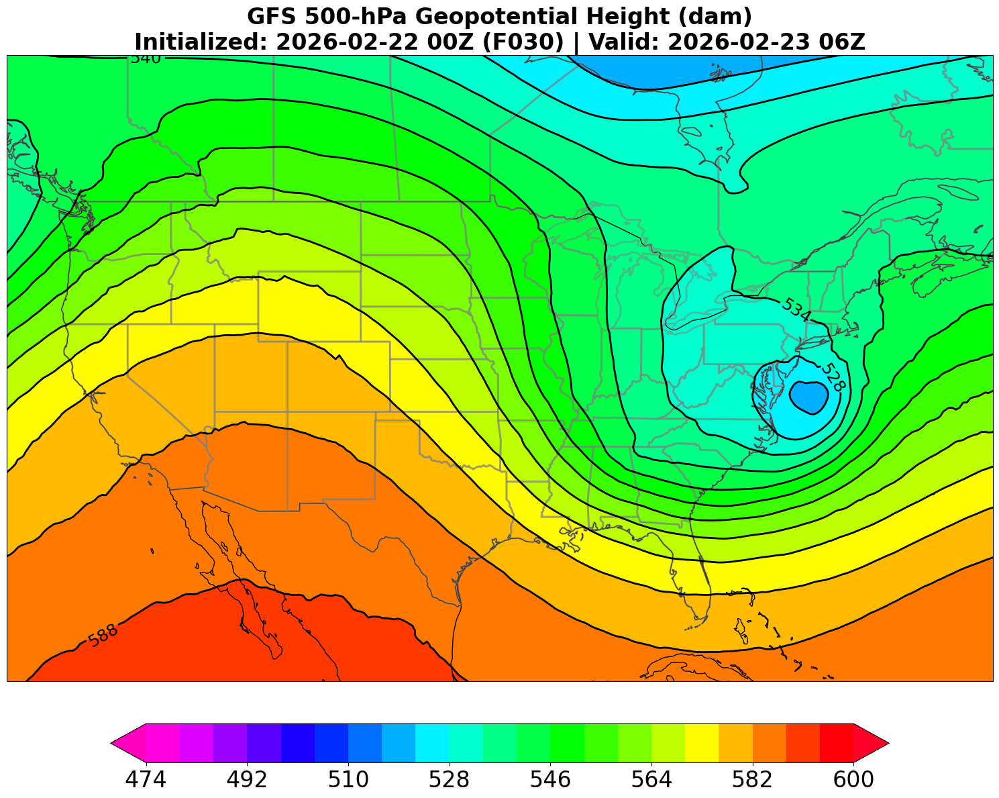 GFS 500-hPa Geopotential Height (dam)
Initialized: 2026-02-22 00Z (F030) | Valid: 2026-02-23 06Z
540
534
528
588
474 492 510 528 546 564 582 600